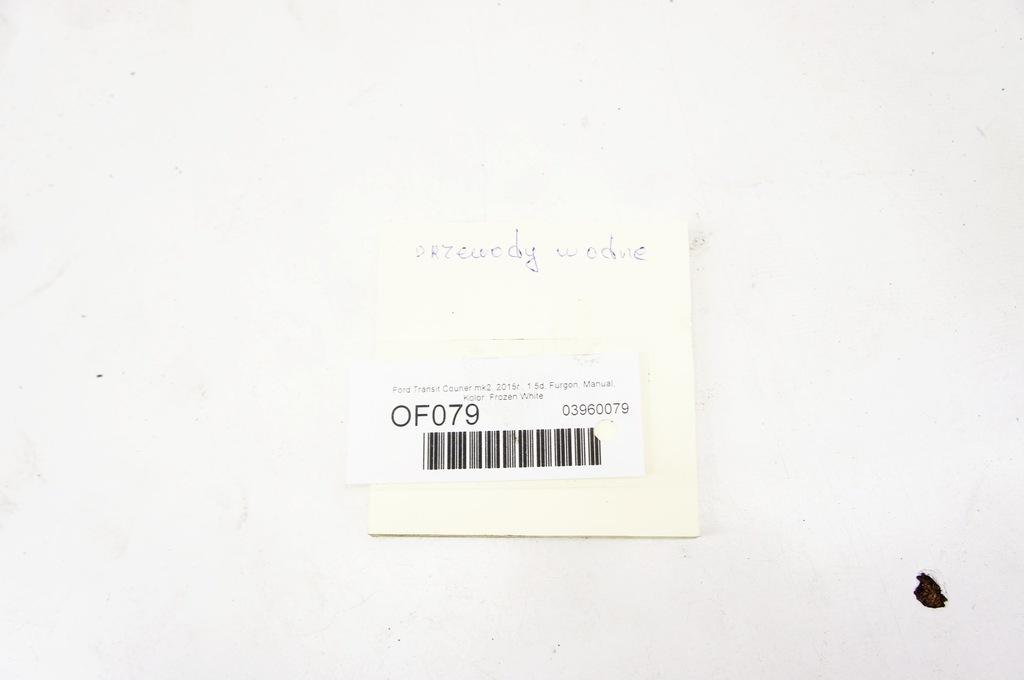 przewody wodne
Ford Transit Courier mk2, 2015r., 1.5d, Furgon, Manual,
Kolor: Frozen White
OF079
03960079